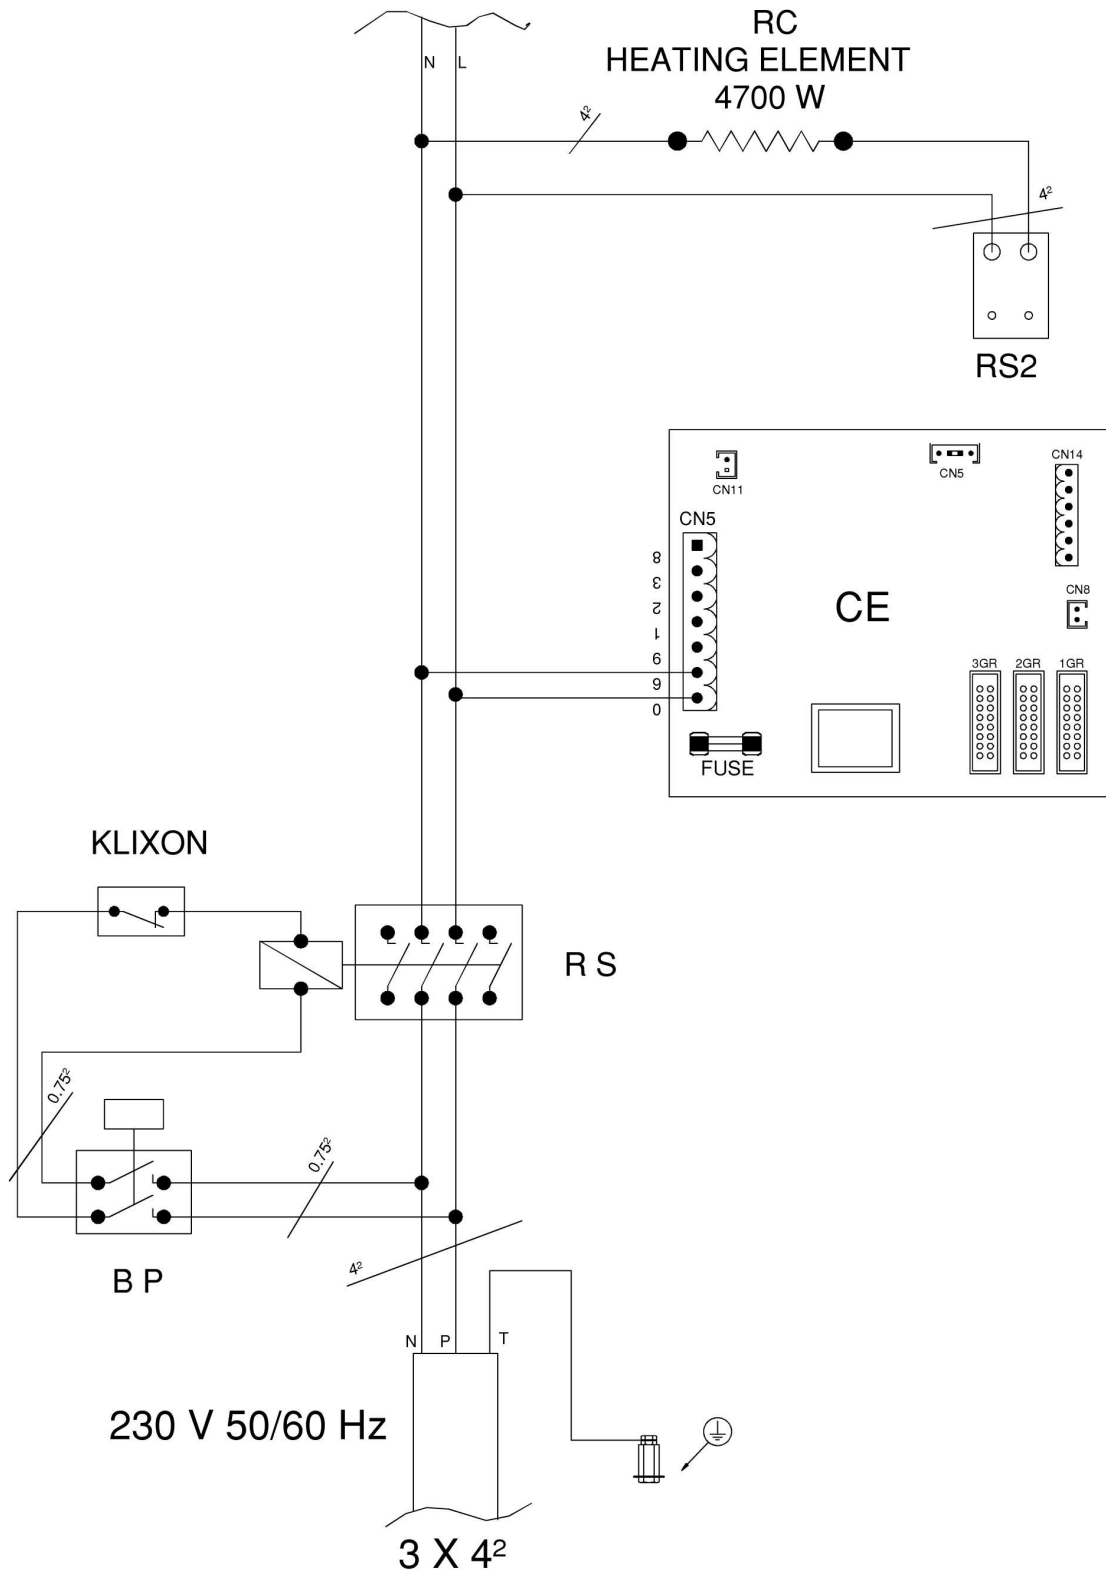 RC
HEATING ELEMENT
4700 W
N L
4²
4²
RS2
CN11
CN5
CN14
CN5
8
3
2
1
9
6
0
CE
CN8
3GR 2GR 1GR
FUSE
KLIXON
R S
0.75²
0.75²
B P
4²
N P T
230 V 50/60 Hz
3 X 4²